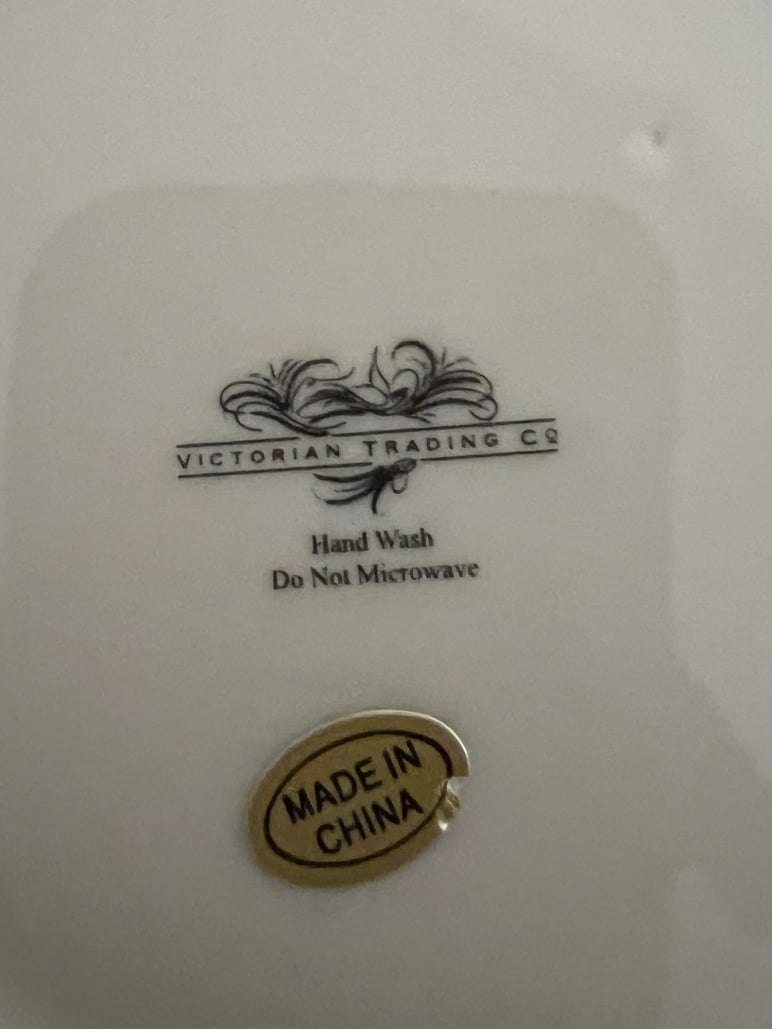 VICTORIAN TRADING Co
Hand Wash
Do Not Microwave
MADE IN
CHINA